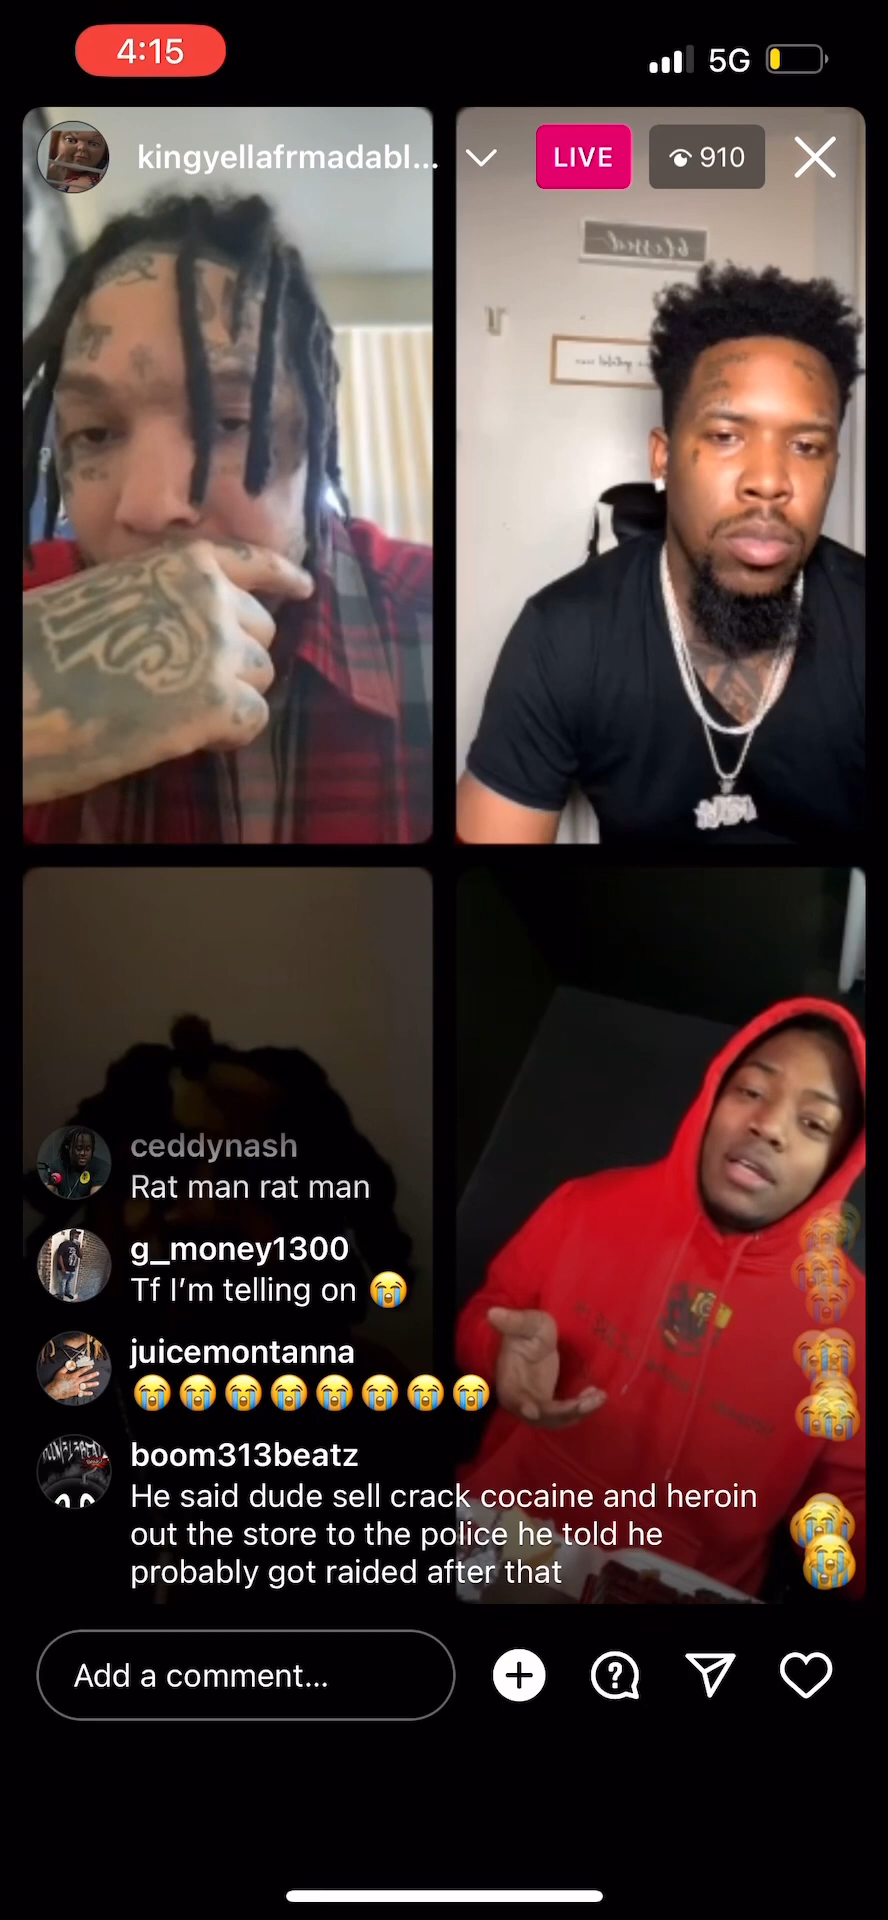 4:15
5G
kingyellafrmadabl...
LIVE
910
blessed
ceddynash
Rat man rat man
g_money1300
Tf I’m telling on 😭
juicemontanna
😭😭😭😭😭😭😭😭
boom313beatz
He said dude sell crack cocaine and heroin
out the store to the police he told he
probably got raided after that
Add a comment...